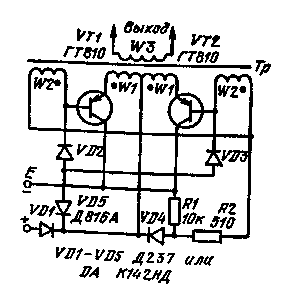 Выход
VT1
ГТ810
W3
VT2
ГТ810
Тр
W2
W1
W1
W2
VD2
VD3
E
VD5
Д816А
VD1
VD4
R1
10к
R2
510
VD1-VD5 Д237 или
DA К142НД